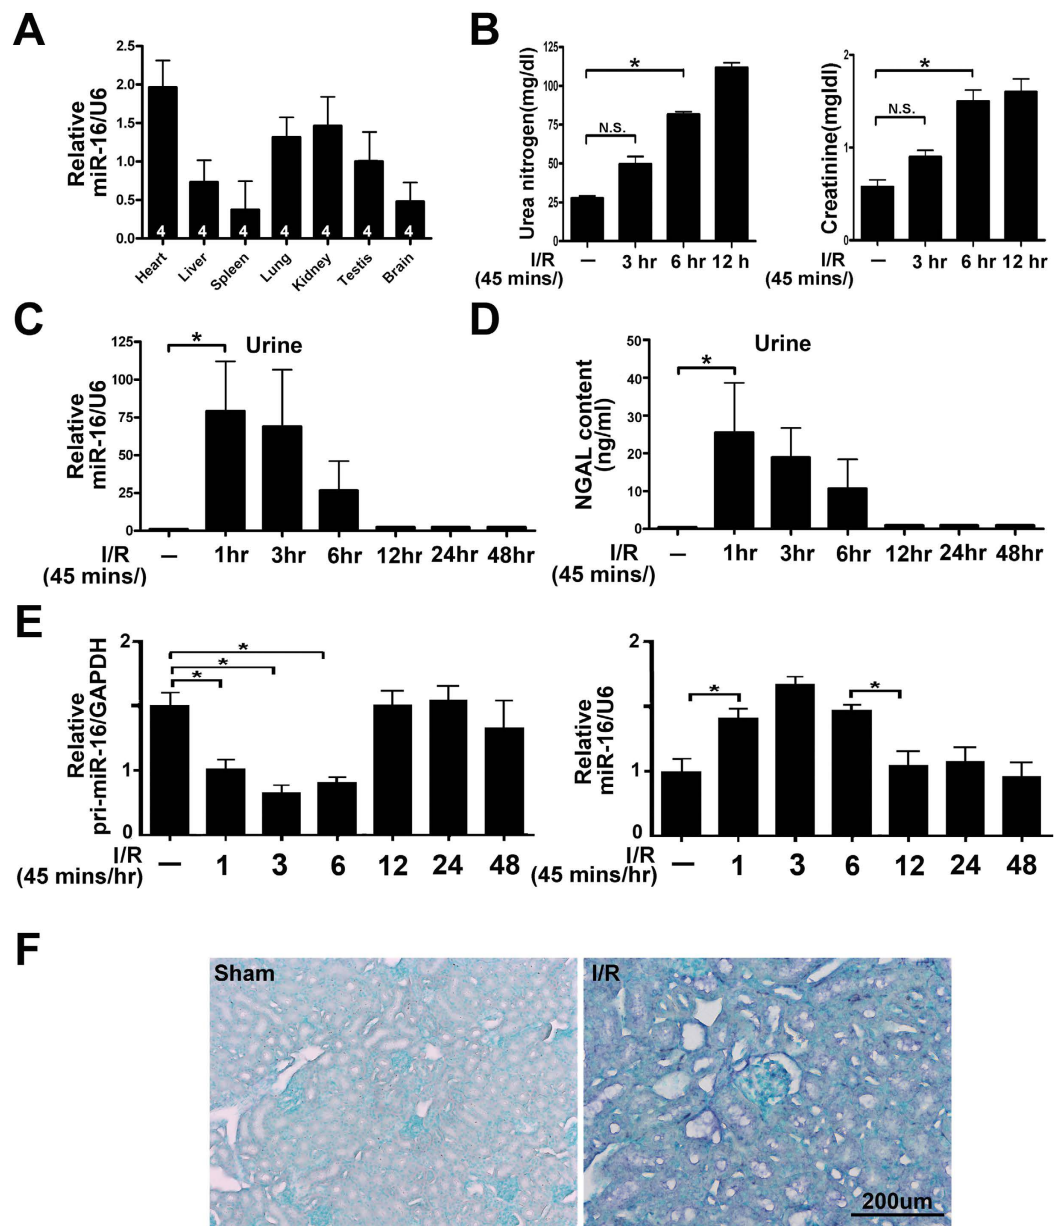 A
Relative
miR-16/U6
2.5
2.0
1.5
1.0
0.5
0.0
4 4 4 4 4 4 4
Heart Liver Spleen Lung Kidney Testis Brain
B
Urea nitrogen(mg/dl)
125
100
75
50
25
0
*
N.S.
I/R – 3 hr 6 hr 12 h
(45 mins/)
Creatinine(mgldl)
2
1
0
*
N.S.
I/R – 3 hr 6 hr 12 hr
(45 mins/)
C
Urine
Relative
miR-16/U6
125
100
75
50
25
0
*
I/R – 1hr 3hr 6hr 12hr 24hr 48hr
(45 mins/)
D
Urine
NGAL content
(ng/ml)
50
40
30
20
10
0
*
I/R – 1hr 3hr 6hr 12hr 24hr 48hr
(45 mins/)
E
Relative
pri-miR-16/GAPDH
2
1
0
*
*
*
I/R – 1 3 6 12 24 48
(45 mins/hr)
Relative
miR-16/U6
2
1
0
* *
I/R – 1 3 6 12 24 48
(45 mins/hr)
F
Sham
I/R
200um